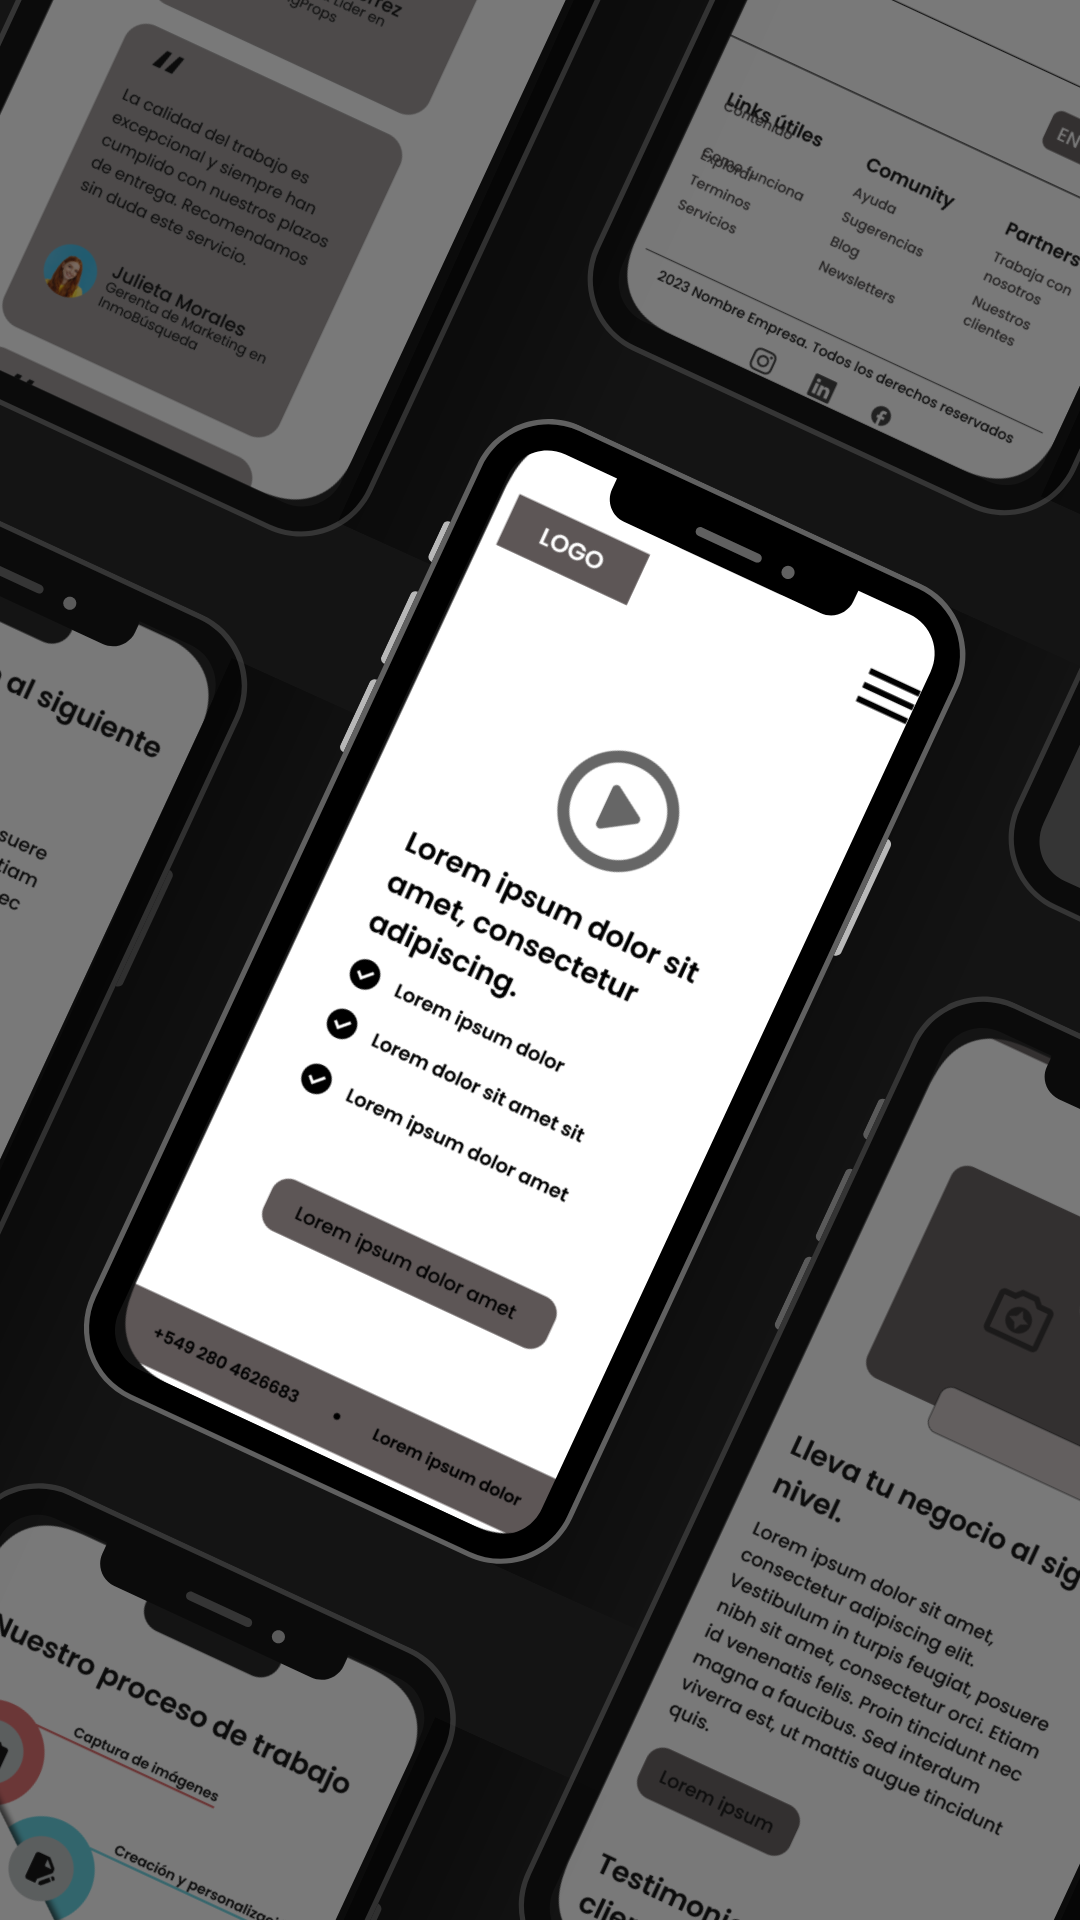 Líder en
La calidad del trabajo es
excepcional y siempre han
cumplido con nuestros plazos
de entrega. Recomendamos
sin duda este servicio.
Julieta Morales
Gerenta de Marketing en
InmoBúsqueda
EN
Links útiles
Contenido
Como funciona
Explorar
Terminos
Servicios
Comunity
Ayuda
Sugerencias
Blog
Newsletters
Partners
Trabaja con
nosotros
Nuestros
clientes
2023 Nombre Empresa. Todos los derechos reservados
in
al siguiente
suere
tiam
ec
LOGO
Lorem ipsum dolor sit
amet, consectetur
adipiscing.
Lorem ipsum dolor
Lorem dolor sit amet sit
Lorem ipsum dolor amet
Lorem ipsum dolor amet
+549 280 4626683
•
Lorem ipsum dolor
Lleva tu negocio al sig
nivel.
Lorem ipsum dolor sit amet,
consectetur adipiscing elit.
Vestibulum in turpis feugiat, posuere
nibh sit amet, consectetur orci. Etiam
id venenatis felis. Proin tincidunt nec
magna a faucibus. Sed interdum
viverra est, ut mattis augue tincidunt
quis.
Lorem ipsum
Nuestro proceso de trabajo
Captura de imágenes
Creación y personalizaci